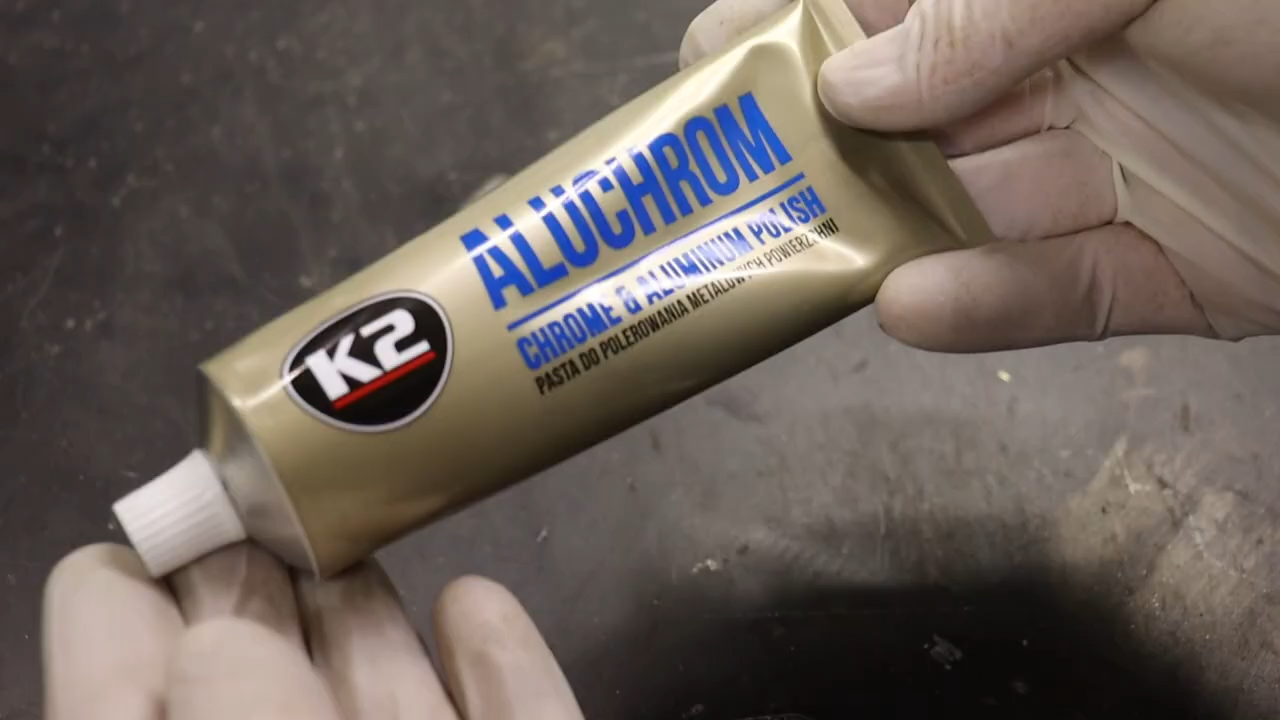 ALUCHROM
CHROME & ALUMINUM POLISH
PASTA DO POLEROWANIA METALOWYCH POWIERZCHNI
K2